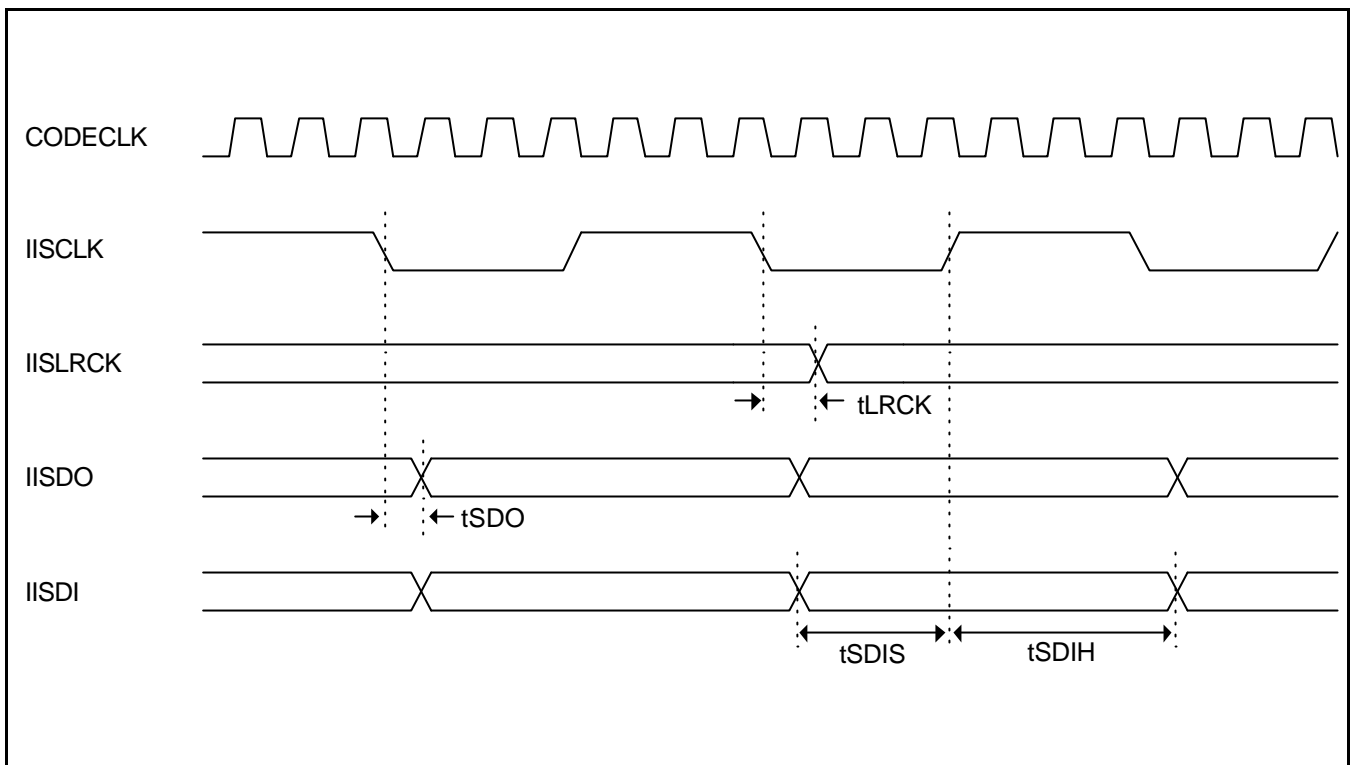 CODECLK
IISCLK
IISLRCK
tLRCK
IISDO
tSDO
IISDI
tSDIS
tSDIH